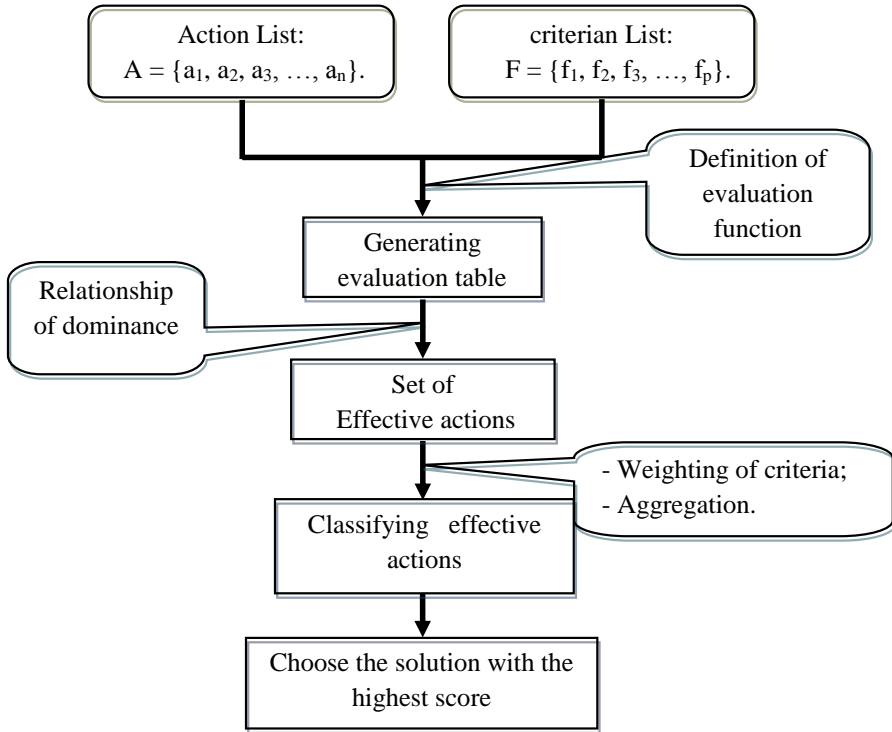 Action List:
A = {a₁, a₂, a₃, …, aₙ}.
criterian List:
F = {f₁, f₂, f₃, …, fₚ}.
Definition of
evaluation
function
Generating
evaluation table
Relationship
of dominance
Set of
Effective actions
- Weighting of criteria;
- Aggregation.
Classifying effective
actions
Choose the solution with the
highest score